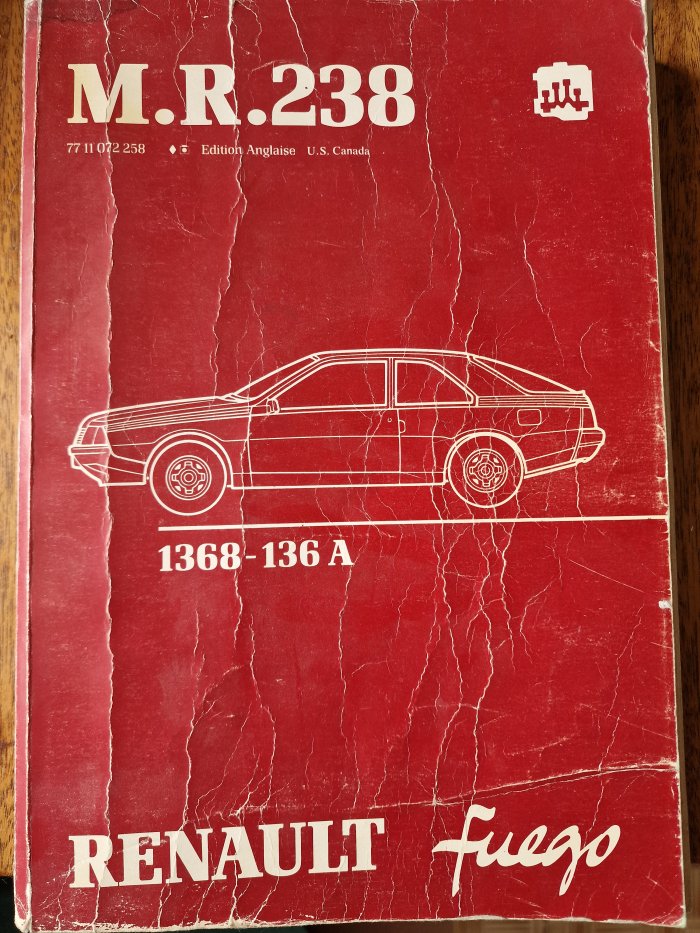 M.R.238
77 11 072 258 Edition Anglaise U.S. Canada
1368-136 A
RENAULT Fuego